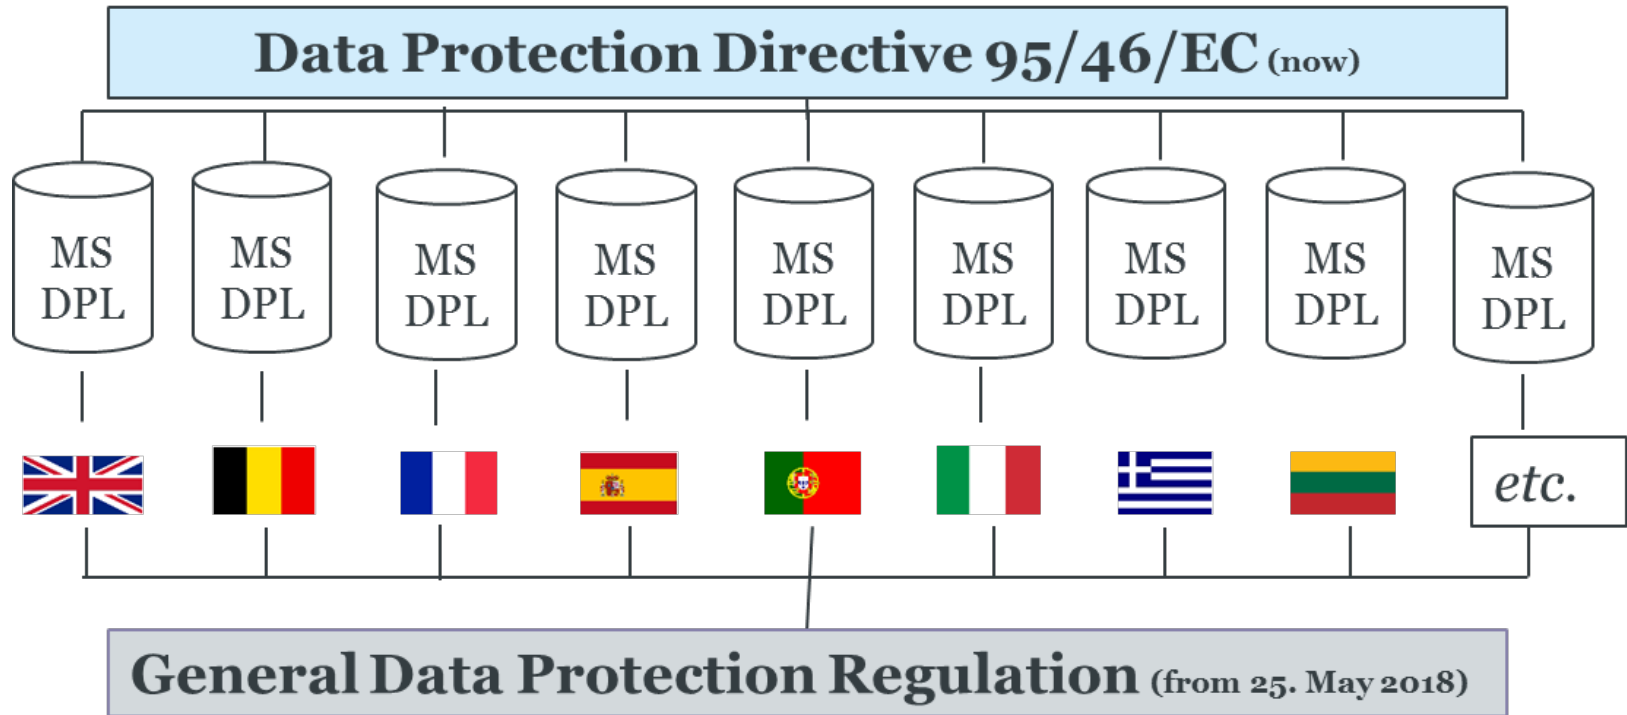 Data Protection Directive 95/46/EC (now)
MS
DPL
MS
DPL
MS
DPL
MS
DPL
MS
DPL
MS
DPL
MS
DPL
MS
DPL
MS
DPL
etc.
General Data Protection Regulation (from 25. May 2018)